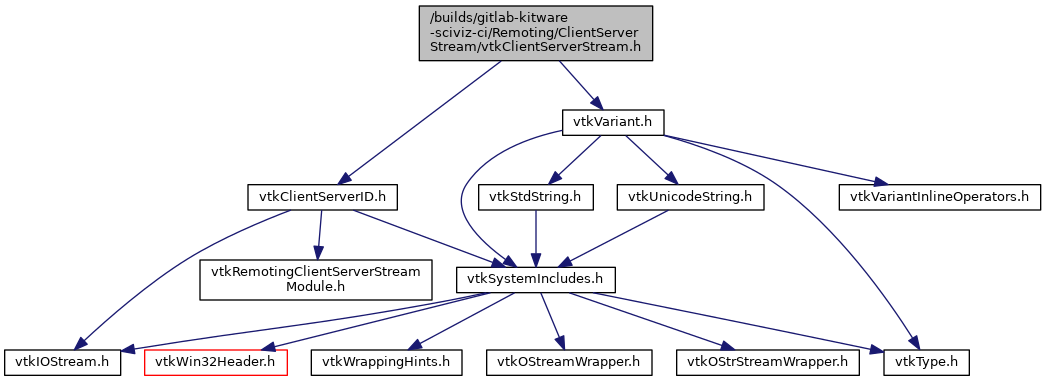 /builds/gitlab-kitware
-sciviz-ci/Remoting/ClientServer
Stream/vtkClientServerStream.h
vtkVariant.h
vtkClientServerID.h
vtkStdString.h
vtkUnicodeString.h
vtkVariantInlineOperators.h
vtkRemotingClientServerStream
Module.h
vtkSystemIncludes.h
vtkIOStream.h
vtkWin32Header.h
vtkWrappingHints.h
vtkOStreamWrapper.h
vtkOStrStreamWrapper.h
vtkType.h